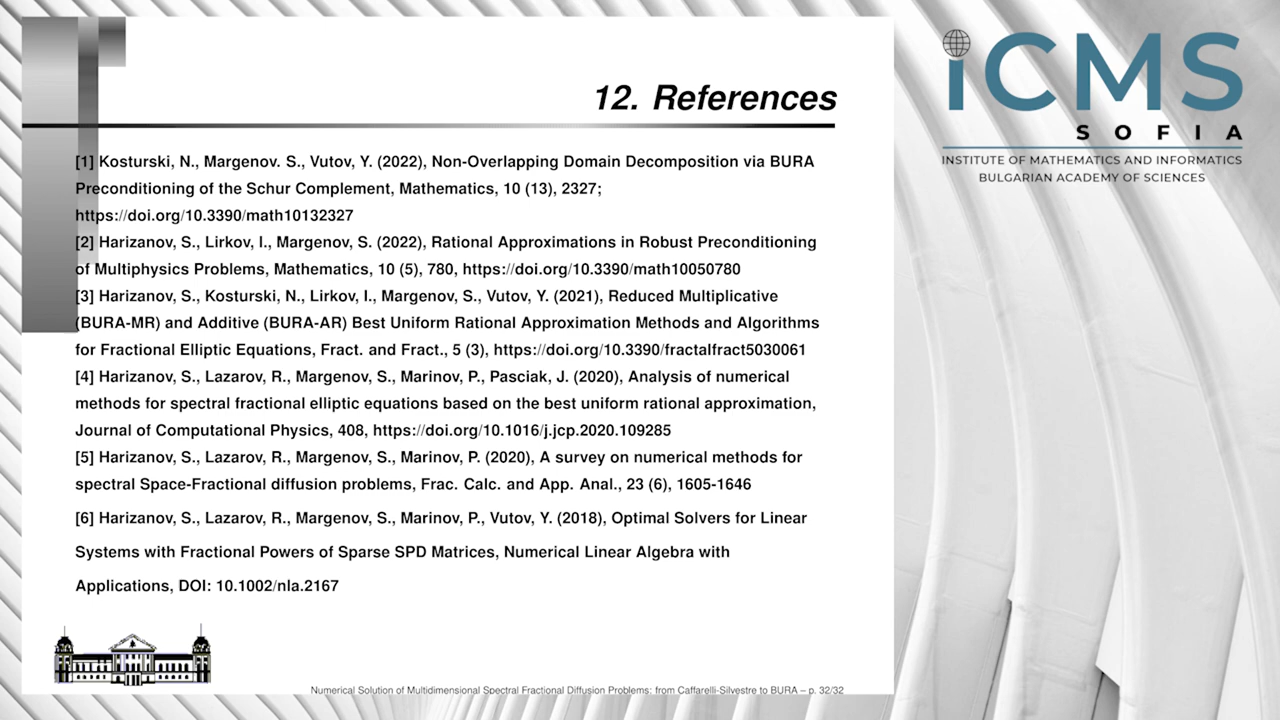 12. References
[1] Kosturski, N., Margenov. S., Vutov, Y. (2022), Non-Overlapping Domain Decomposition via BURA
Preconditioning of the Schur Complement, Mathematics, 10 (13), 2327;
https://doi.org/10.3390/math10132327
[2] Harizanov, S., Lirkov, I., Margenov, S. (2022), Rational Approximations in Robust Preconditioning
of Multiphysics Problems, Mathematics, 10 (5), 780, https://doi.org/10.3390/math10050780
[3] Harizanov, S., Kosturski, N., Lirkov, I., Margenov, S., Vutov, Y. (2021), Reduced Multiplicative
(BURA-MR) and Additive (BURA-AR) Best Uniform Rational Approximation Methods and Algorithms
for Fractional Elliptic Equations, Fract. and Fract., 5 (3), https://doi.org/10.3390/fractalfract5030061
[4] Harizanov, S., Lazarov, R., Margenov, S., Marinov, P., Pasciak, J. (2020), Analysis of numerical
methods for spectral fractional elliptic equations based on the best uniform rational approximation,
Journal of Computational Physics, 408, https://doi.org/10.1016/j.jcp.2020.109285
[5] Harizanov, S., Lazarov, R., Margenov, S., Marinov, P. (2020), A survey on numerical methods for
spectral Space-Fractional diffusion problems, Frac. Calc. and App. Anal., 23 (6), 1605-1646
[6] Harizanov, S., Lazarov, R., Margenov, S., Marinov, P., Vutov, Y. (2018), Optimal Solvers for Linear
Systems with Fractional Powers of Sparse SPD Matrices, Numerical Linear Algebra with
Applications, DOI: 10.1002/nla.2167
Numerical Solution of Multidimensional Spectral Fractional Diffusion Problems: from Caffarelli-Silvestre to BURA – p. 32/32
iCMS
SOFIA
INSTITUTE OF MATHEMATICS AND INFORMATICS
BULGARIAN ACADEMY OF SCIENCES